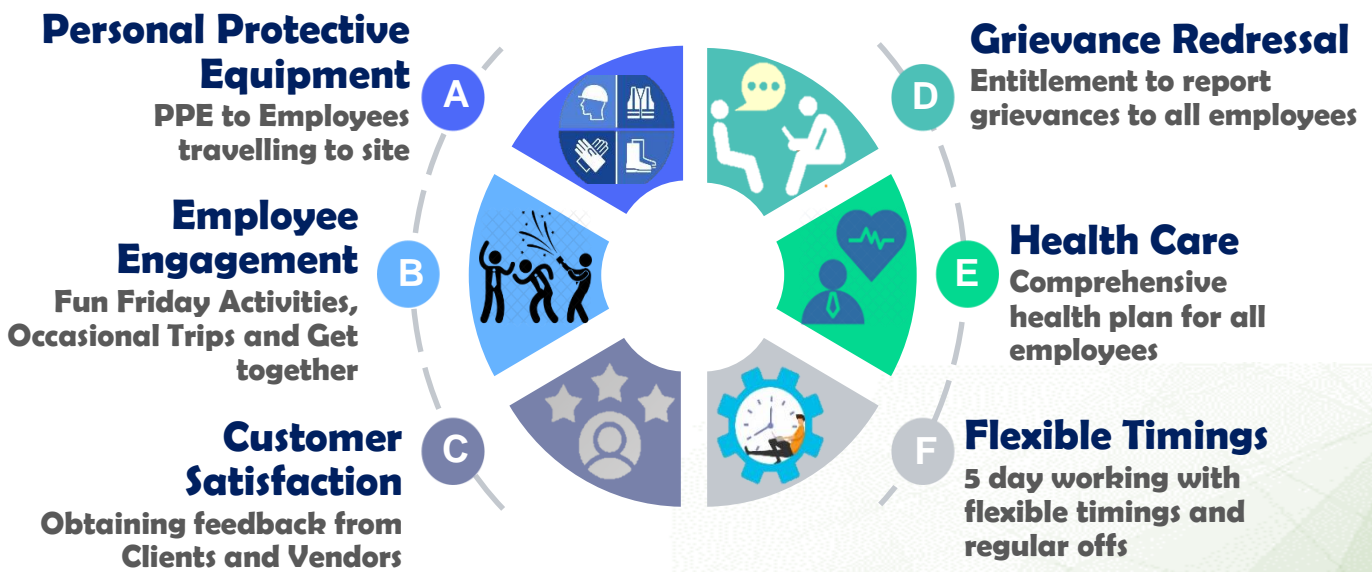 Personal Protective
Equipment
A
PPE to Employees
travelling to site
Employee
Engagement
B
Fun Friday Activities,
Occasional Trips and Get
together
Customer
Satisfaction
C
Obtaining feedback from
Clients and Vendors
Grievance Redressal
D
Entitlement to report
grievances to all employees
Health Care
E
Comprehensive
health plan for all
employees
Flexible Timings
F
5 day working with
flexible timings and
regular offs